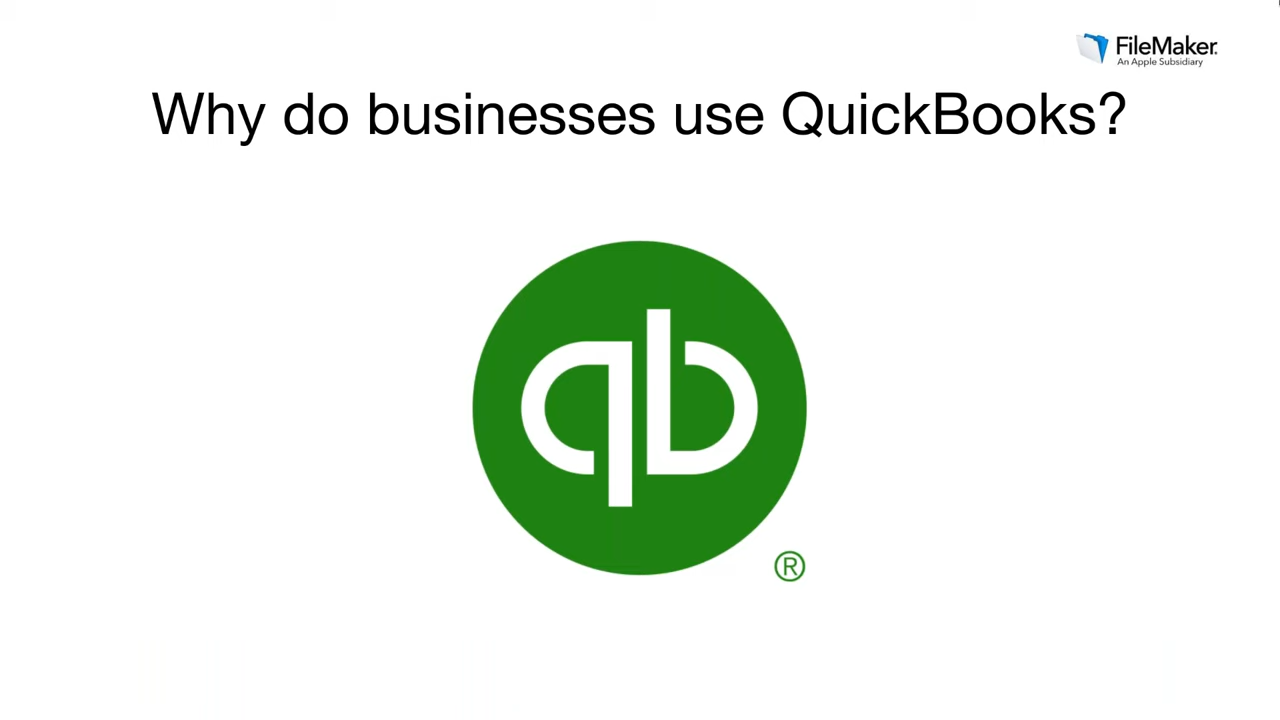 FileMaker.
An Apple Subsidiary
Why do businesses use QuickBooks?
qb
®